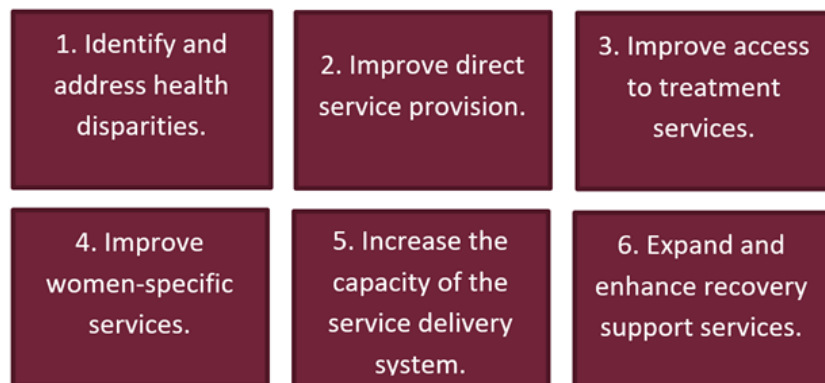 1. Identify and
address health
disparities.
2. Improve direct
service provision.
3. Improve access
to treatment
services.
4. Improve
women-specific
services.
5. Increase the
capacity of the
service delivery
system.
6. Expand and
enhance recovery
support services.